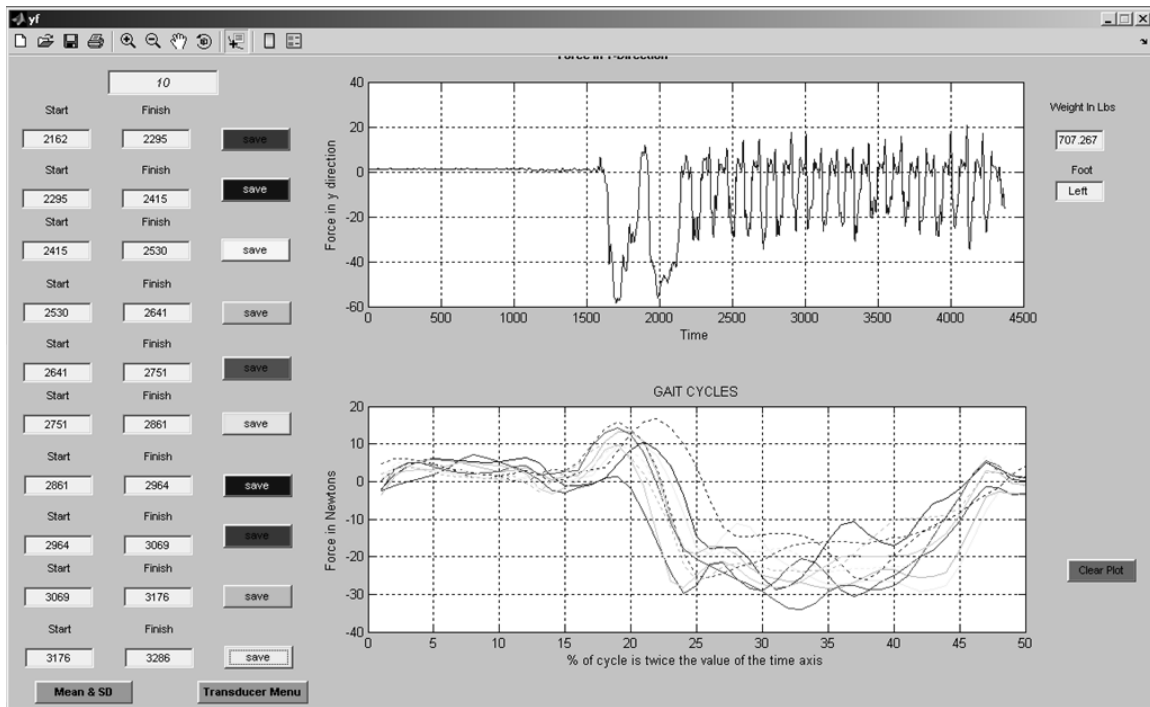 yf
10
Start Finish
2162 2295 save
Start Finish
2295 2415 save
Start Finish
2415 2530 save
Start Finish
2530 2641 save
Start Finish
2641 2751 save
Start Finish
2751 2861 save
Start Finish
2861 2964 save
Start Finish
2964 3069 save
Start Finish
3069 3176 save
Start Finish
3176 3286 save
Mean & SD Transducer Menu
Force in Y-Direction
40
20
0
-20
-40
-60
Force in y direction
0 500 1000 1500 2000 2500 3000 3500 4000 4500
Time
Weight In Lbs
707.267
Foot
Left
GAIT CYCLES
20
10
0
-10
-20
-30
-40
Force in Newtons
0 5 10 15 20 25 30 35 40 45 50
% of cycle is twice the value of the time axis
Clear Plot